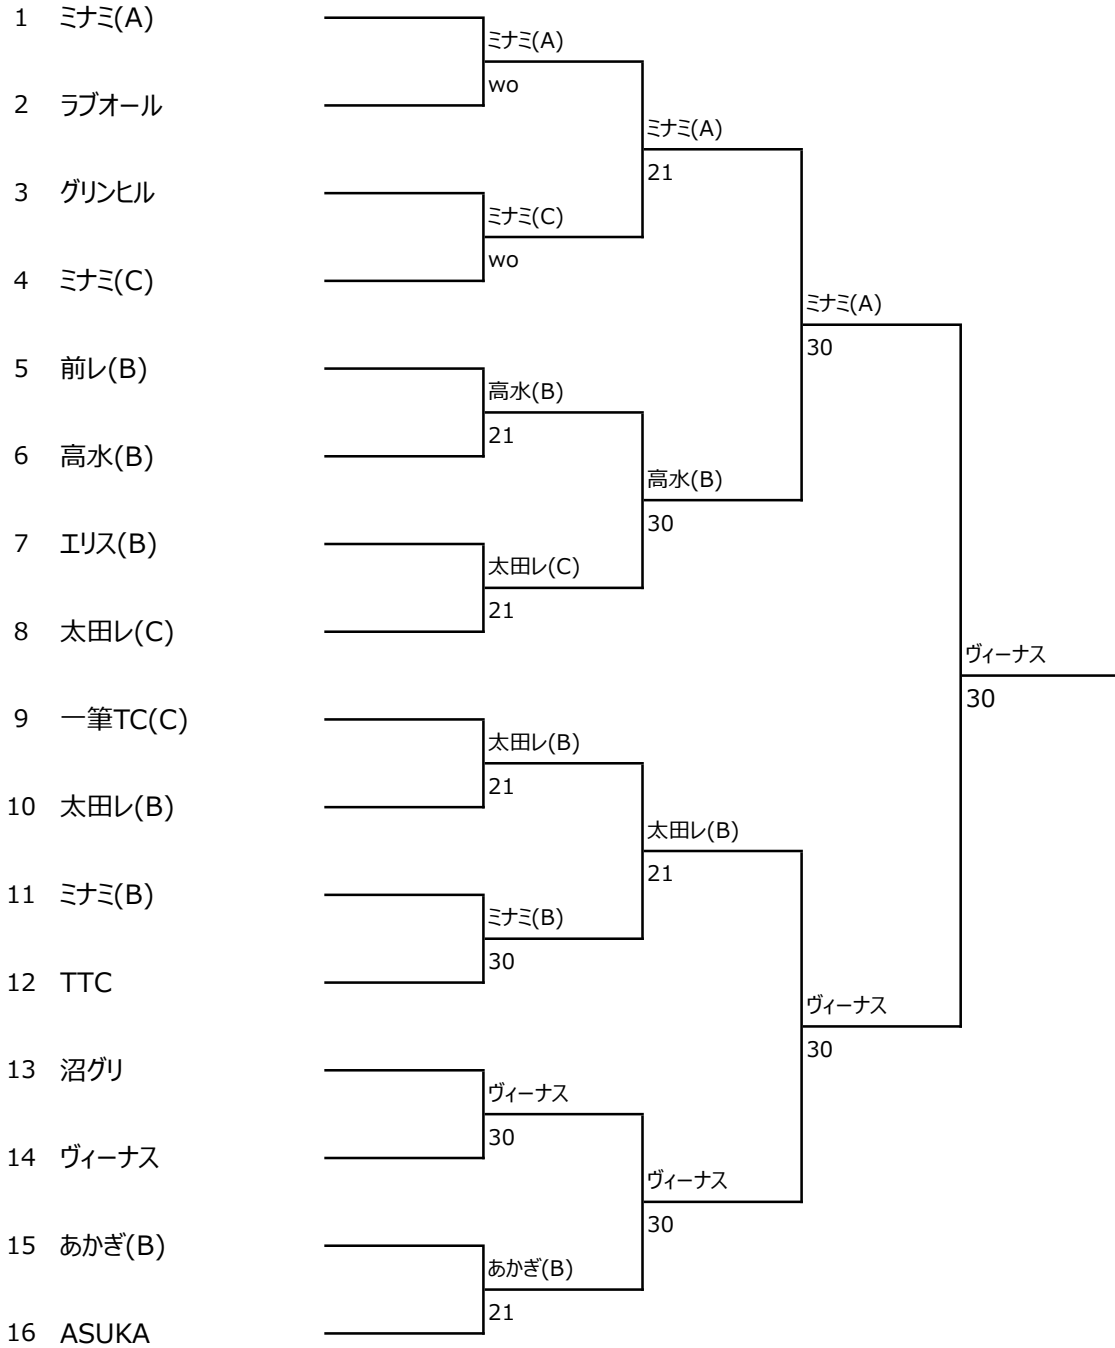 1 ミナミ(A)
ミナミ(A)
wo
2 ラブオール
ミナミ(A)
21
3 グリンヒル
ミナミ(C)
wo
4 ミナミ(C)
ミナミ(A)
30
5 前レ(B)
高水(B)
21
6 高水(B)
高水(B)
30
7 エリス(B)
太田レ(C)
21
8 太田レ(C)
ヴィーナス
30
9 一筆TC(C)
太田レ(B)
21
10 太田レ(B)
太田レ(B)
21
11 ミナミ(B)
ミナミ(B)
30
12 TTC
ヴィーナス
30
13 沼グリ
ヴィーナス
30
14 ヴィーナス
ヴィーナス
30
15 あかぎ(B)
あかぎ(B)
21
16 ASUKA